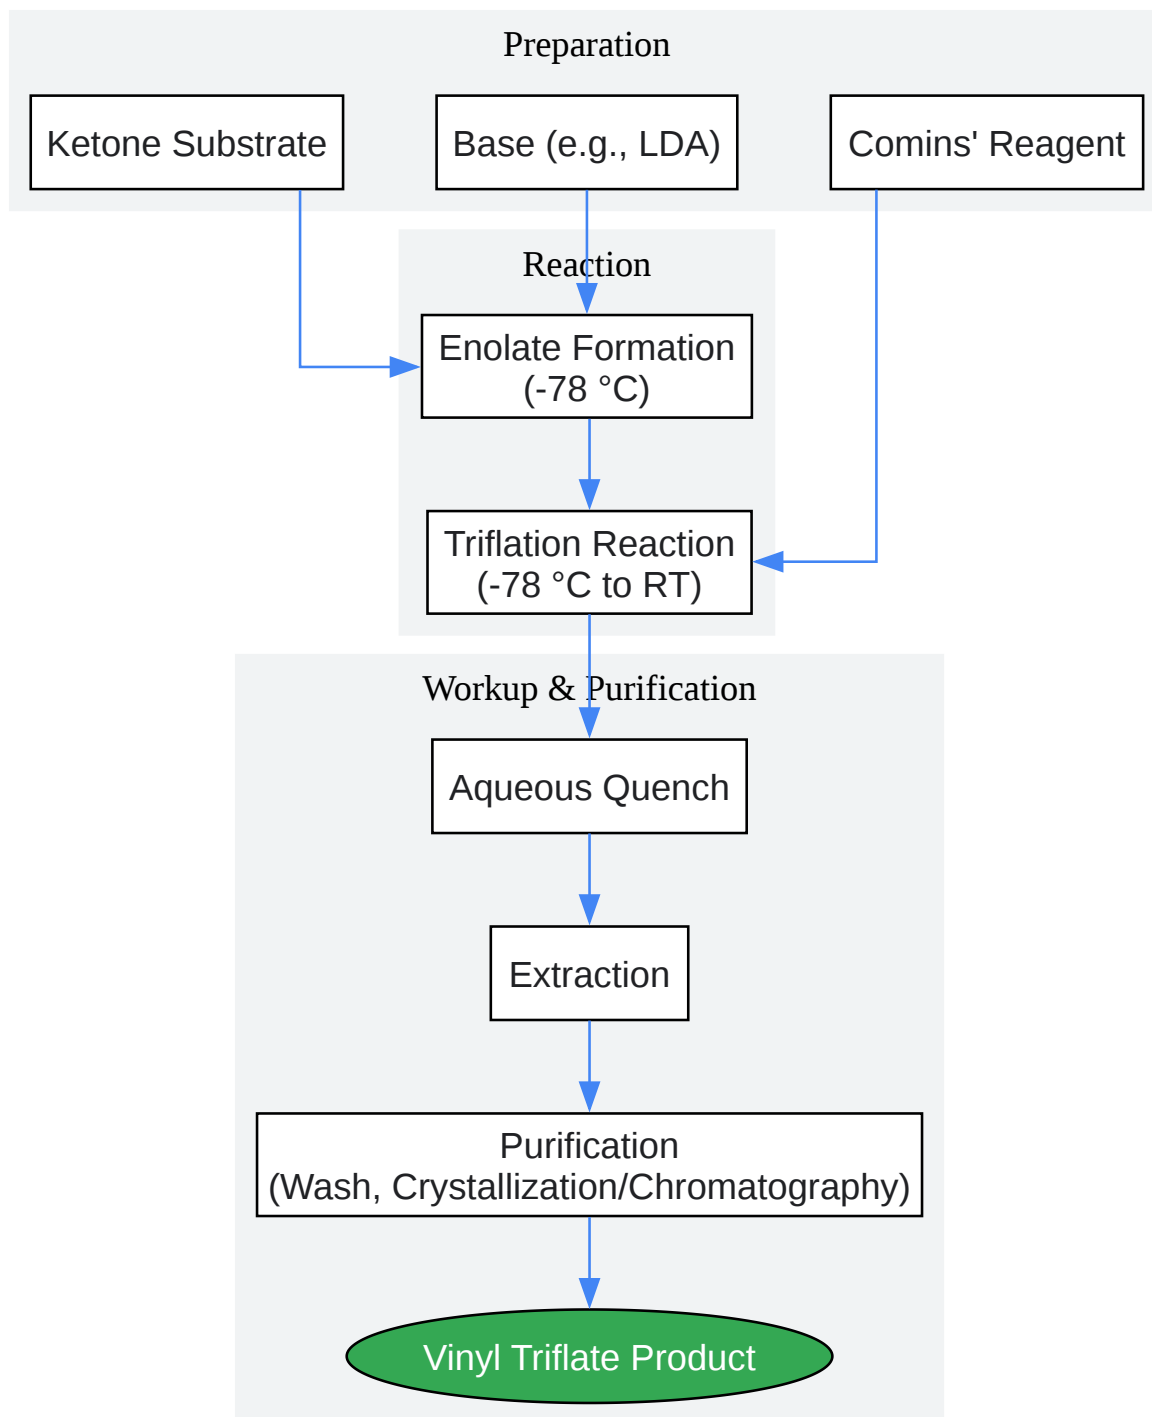 Preparation
Ketone Substrate
Base (e.g., LDA)
Comins' Reagent
Reaction
Enolate Formation
(-78 °C)
Triflation Reaction
(-78 °C to RT)
Workup & Purification
Aqueous Quench
Extraction
Purification
(Wash, Crystallization/Chromatography)
Vinyl Triflate Product